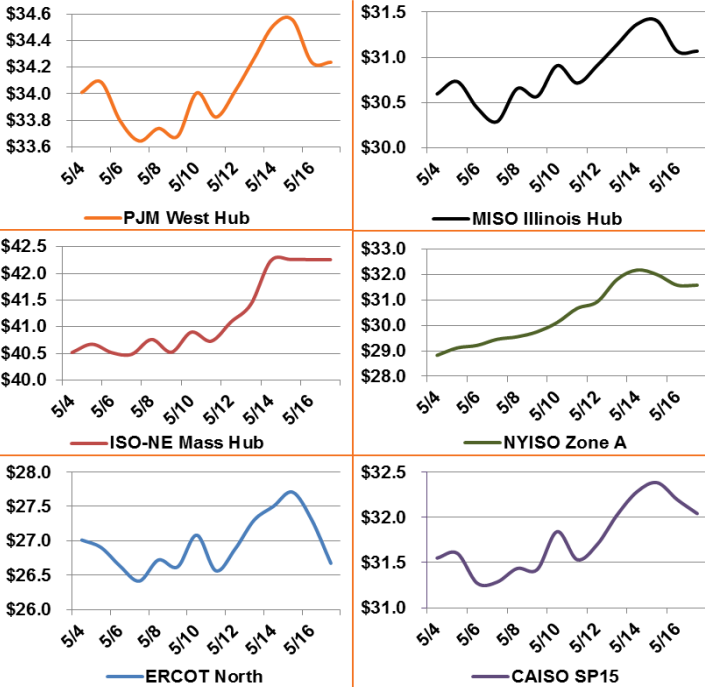 $34.6
$34.4
$34.2
$34.0
$33.8
$33.6
5/4 5/6 5/8 5/10 5/12 5/14 5/16
PJM West Hub
$31.5
$31.0
$30.5
$30.0
5/4 5/6 5/8 5/10 5/12 5/14 5/16
MISO Illinois Hub
$42.5
$42.0
$41.5
$41.0
$40.5
$40.0
5/4 5/6 5/8 5/10 5/12 5/14 5/16
ISO-NE Mass Hub
$33.0
$32.0
$31.0
$30.0
$29.0
$28.0
5/4 5/6 5/8 5/10 5/12 5/14 5/16
NYISO Zone A
$28.0
$27.5
$27.0
$26.5
$26.0
5/4 5/6 5/8 5/10 5/12 5/14 5/16
ERCOT North
$32.5
$32.0
$31.5
$31.0
5/4 5/6 5/8 5/10 5/12 5/14 5/16
CAISO SP15